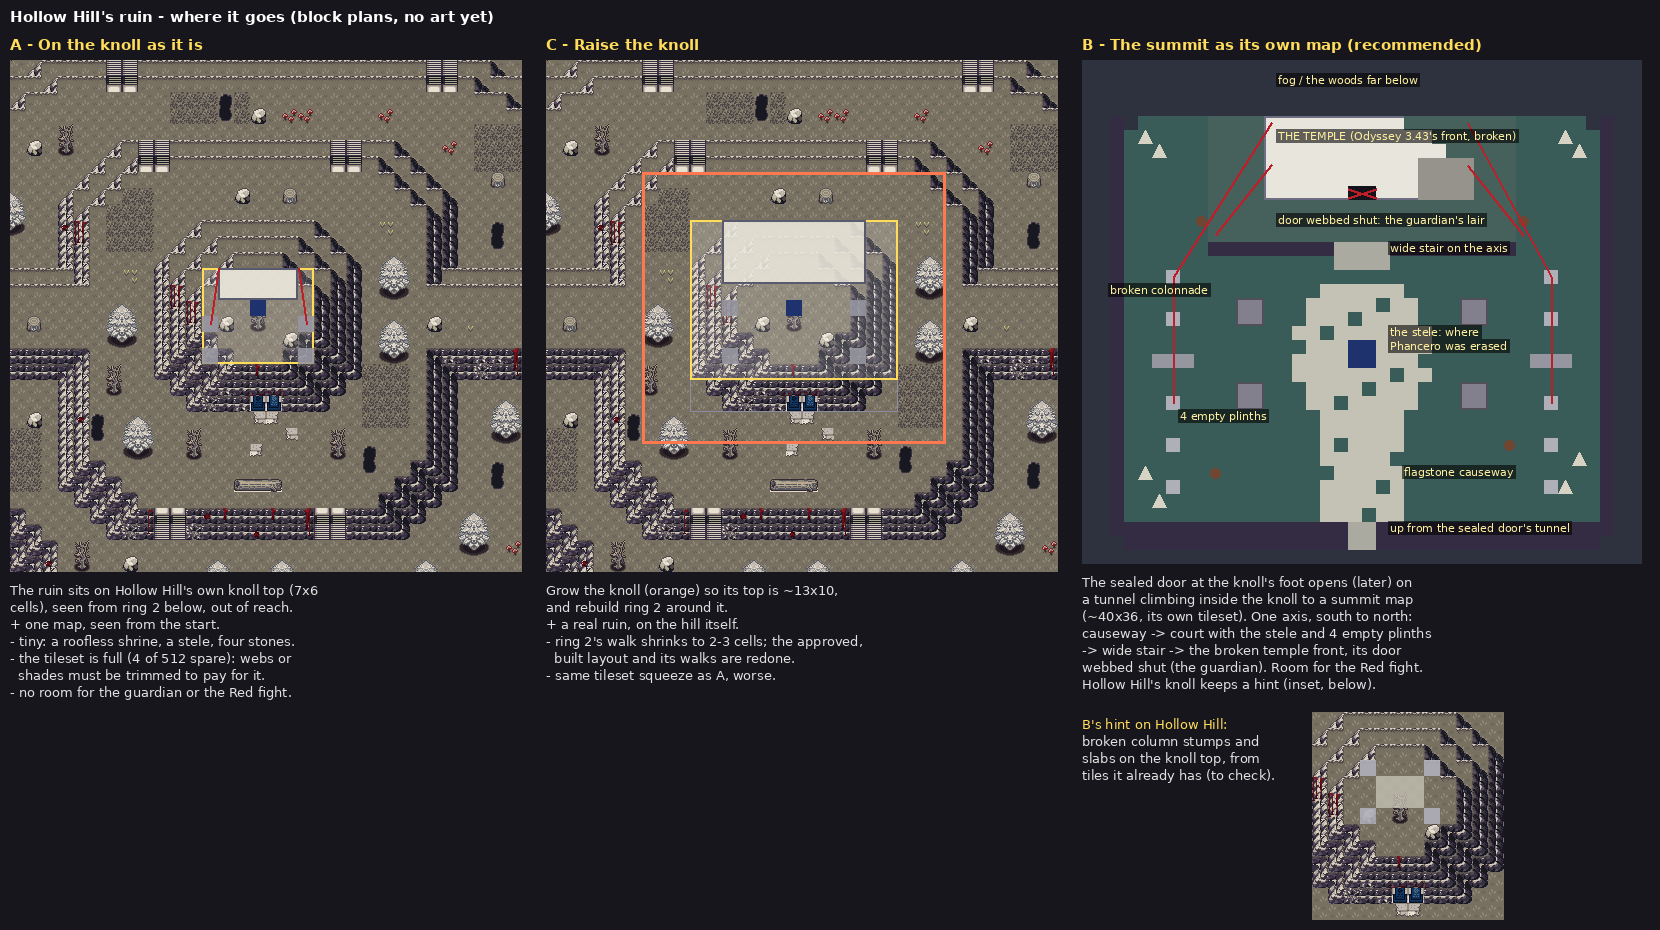 Hollow Hill's ruin - where it goes (block plans, no art yet)
A - On the knoll as it is
The ruin sits on Hollow Hill's own knoll top (7x6
cells), seen from ring 2 below, out of reach.
+ one map, seen from the start.
- tiny: a roofless shrine, a stele, four stones.
- the tileset is full (4 of 512 spare): webs or
shades must be trimmed to pay for it.
- no room for the guardian or the Red fight.
C - Raise the knoll
Grow the knoll (orange) so its top is ~13x10,
and rebuild ring 2 around it.
+ a real ruin, on the hill itself.
- ring 2's walk shrinks to 2-3 cells; the approved,
built layout and its walks are redone.
- same tileset squeeze as A, worse.
B - The summit as its own map (recommended)
fog / the woods far below
THE TEMPLE (Odyssey 3.43's front, broken)
door webbed shut: the guardian's lair
wide stair on the axis
broken colonnade
the stele: where
Phancero was erased
4 empty plinths
flagstone causeway
up from the sealed door's tunnel
The sealed door at the knoll's foot opens (later) on
a tunnel climbing inside the knoll to a summit map
(~40x36, its own tileset). One axis, south to north:
causeway -> court with the stele and 4 empty plinths
-> wide stair -> the broken temple front, its door
webbed shut (the guardian). Room for the Red fight.
Hollow Hill's knoll keeps a hint (inset, below).
B's hint on Hollow Hill:
broken column stumps and
slabs on the knoll top, from
tiles it already has (to check).